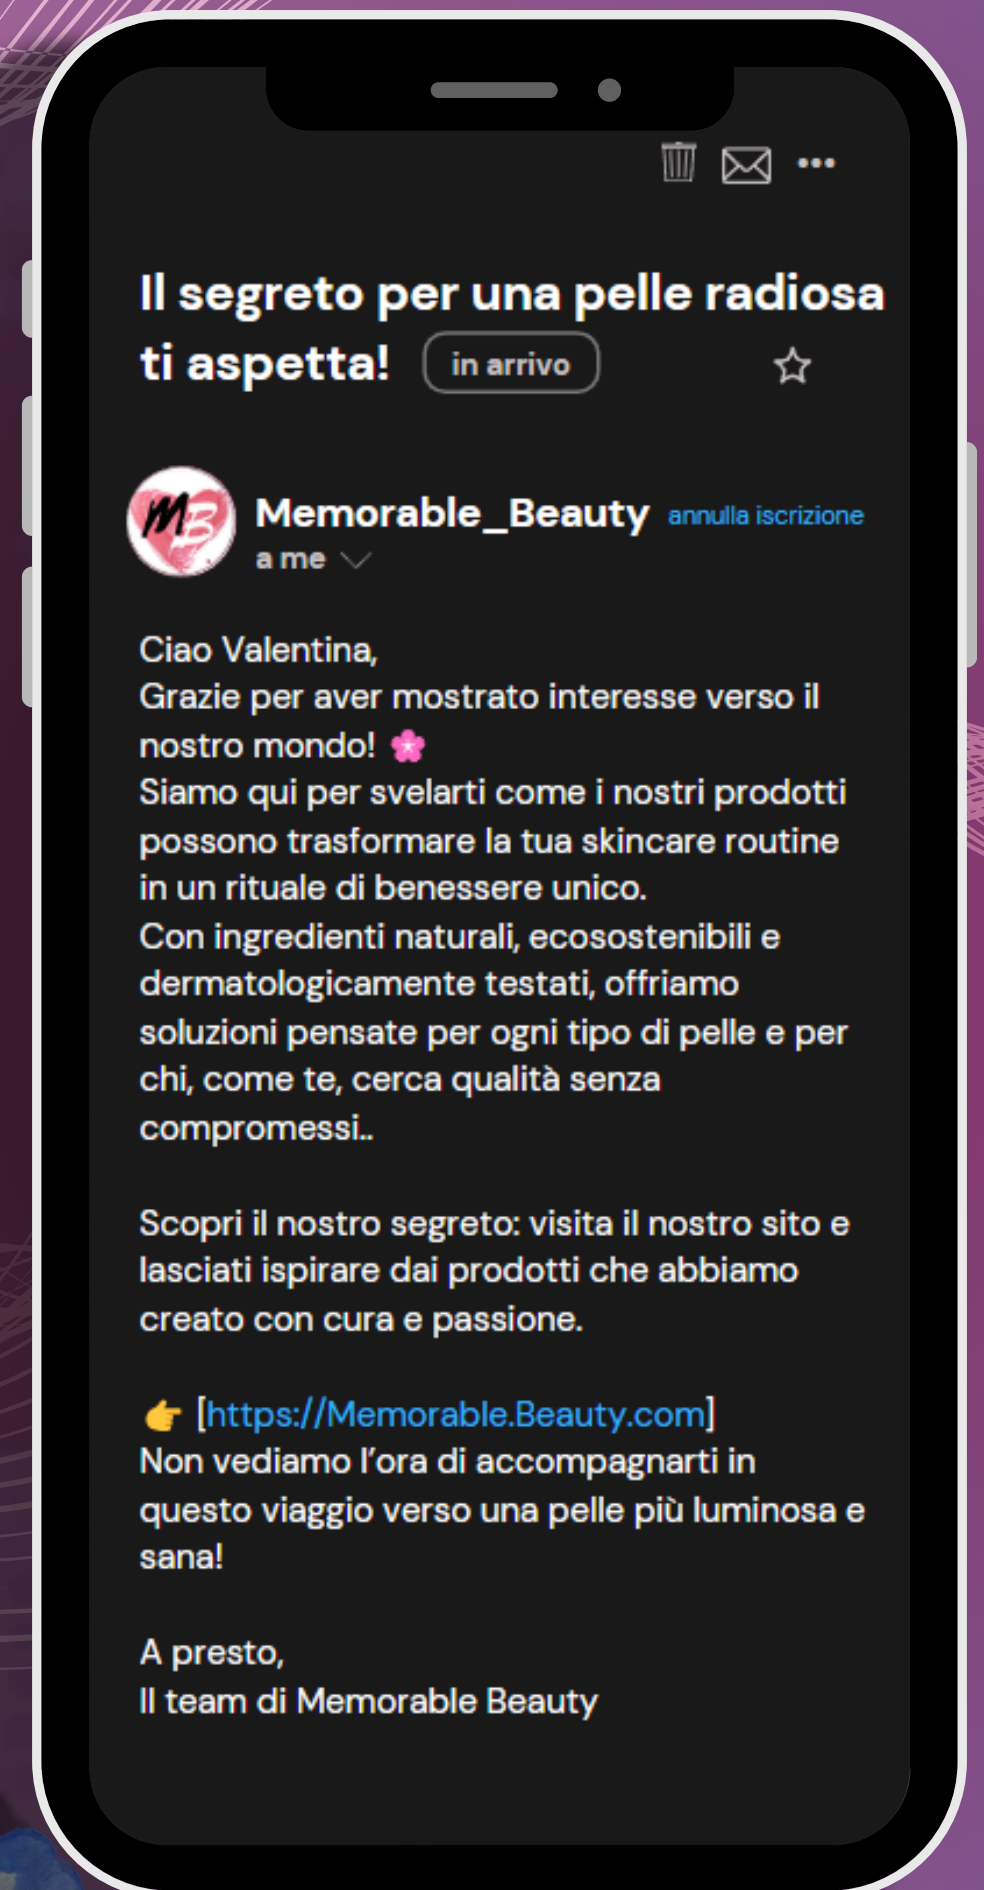 Il segreto per una pelle radiosa
ti aspetta! in arrivo
MB
Memorable_Beauty annulla iscrizione
a me
Ciao Valentina,
Grazie per aver mostrato interesse verso il
nostro mondo! 🌸
Siamo qui per svelarti come i nostri prodotti
possono trasformare la tua skincare routine
in un rituale di benessere unico.
Con ingredienti naturali, ecosostenibili e
dermatologicamente testati, offriamo
soluzioni pensate per ogni tipo di pelle e per
chi, come te, cerca qualità senza
compromessi..
Scopri il nostro segreto: visita il nostro sito e
lasciati ispirare dai prodotti che abbiamo
creato con cura e passione.
👉 [https://Memorable.Beauty.com]
Non vediamo l’ora di accompagnarti in
questo viaggio verso una pelle più luminosa e
sana!
A presto,
Il team di Memorable Beauty